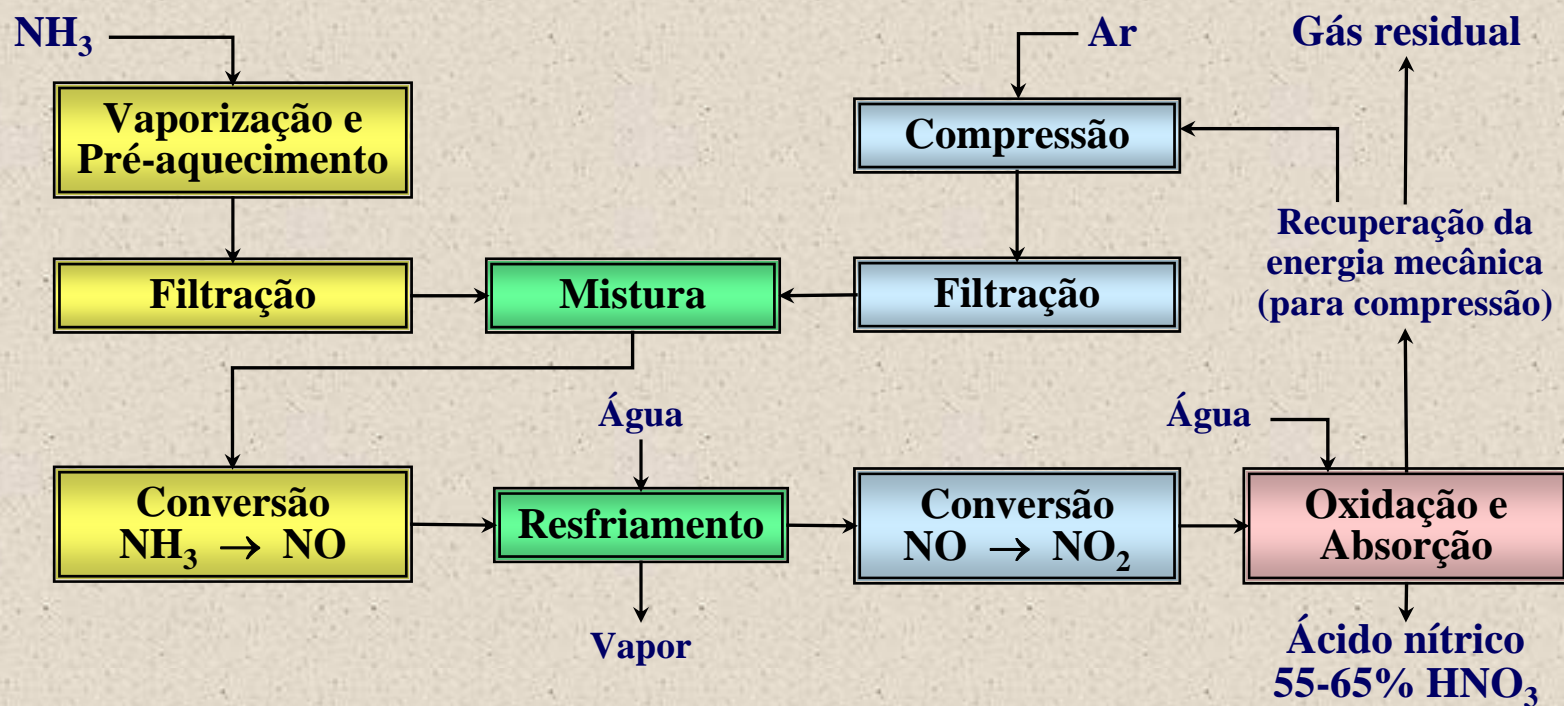 NH₃
Ar
Gás residual
Vaporização e
Pré-aquecimento
Compressão
Recuperação da
energia mecânica
(para compressão)
Filtração
Mistura
Filtração
Água
Água
Conversão
NH₃ → NO
Resfriamento
Conversão
NO → NO₂
Oxidação e
Absorção
Vapor
Ácido nítrico
55-65% HNO₃